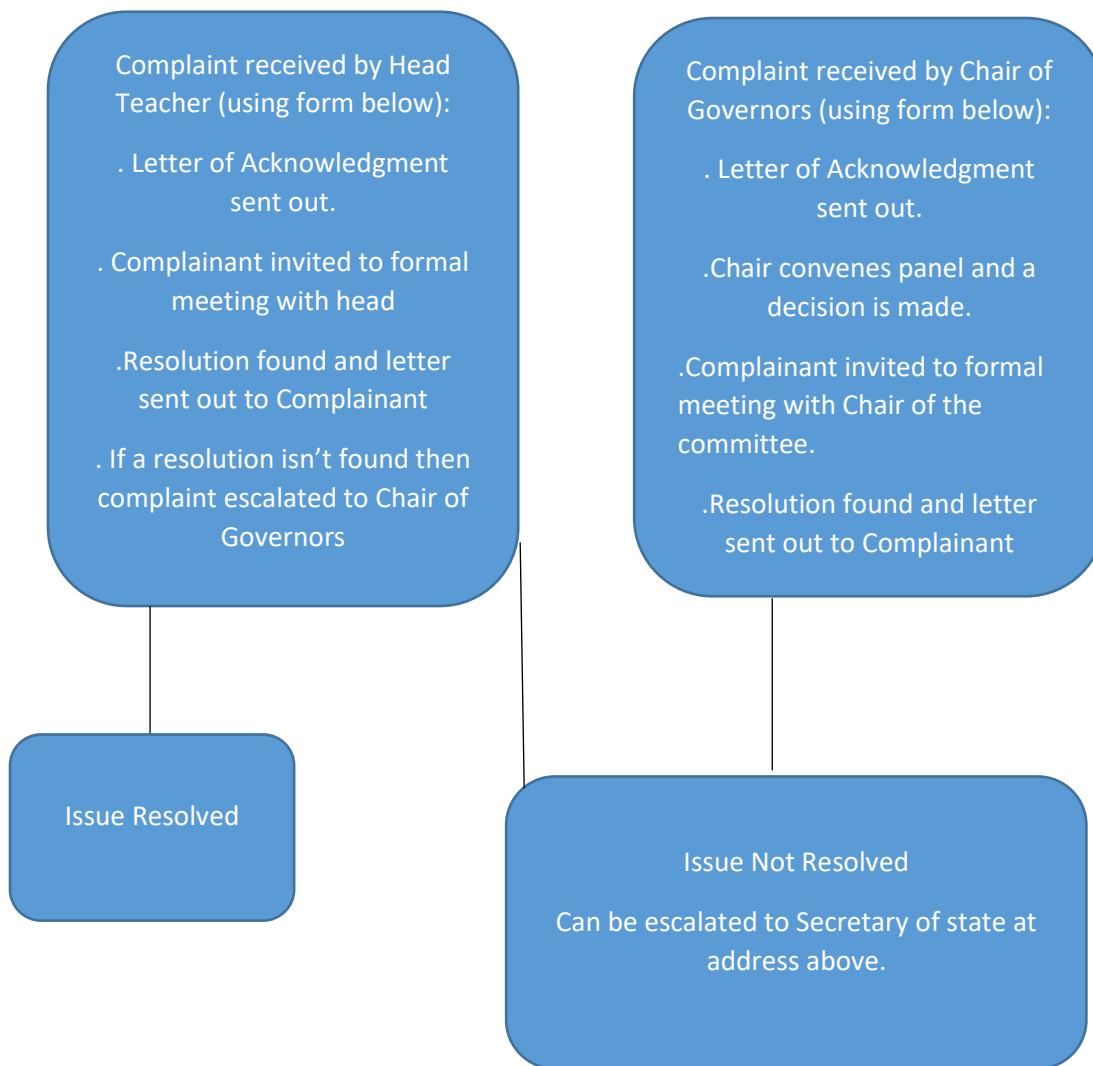 Complaint received by Head
Teacher (using form below):
. Letter of Acknowledgment
sent out.
. Complainant invited to formal
meeting with head
.Resolution found and letter
sent out to Complainant
. If a resolution isn’t found then
complaint escalated to Chair of
Governors
Complaint received by Chair of
Governors (using form below):
. Letter of Acknowledgment
sent out.
.Chair convenes panel and a
decision is made.
.Complainant invited to formal
meeting with Chair of the
committee.
.Resolution found and letter
sent out to Complainant
Issue Resolved
Issue Not Resolved
Can be escalated to Secretary of state at
address above.